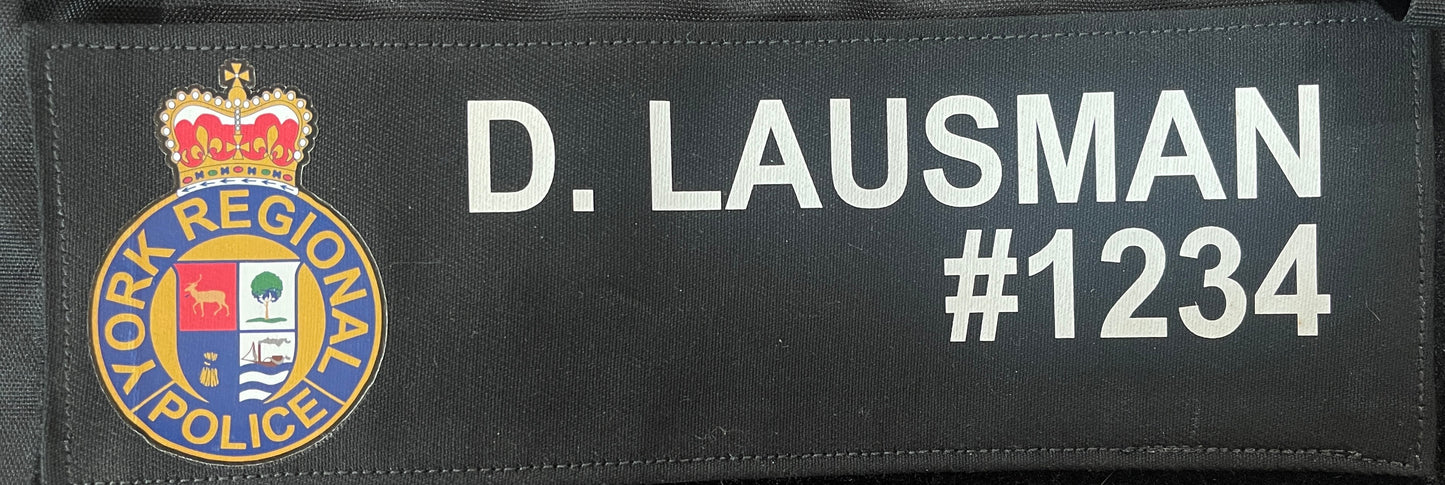 YORK REGIONAL
POLICE
D. LAUSMAN
#1234